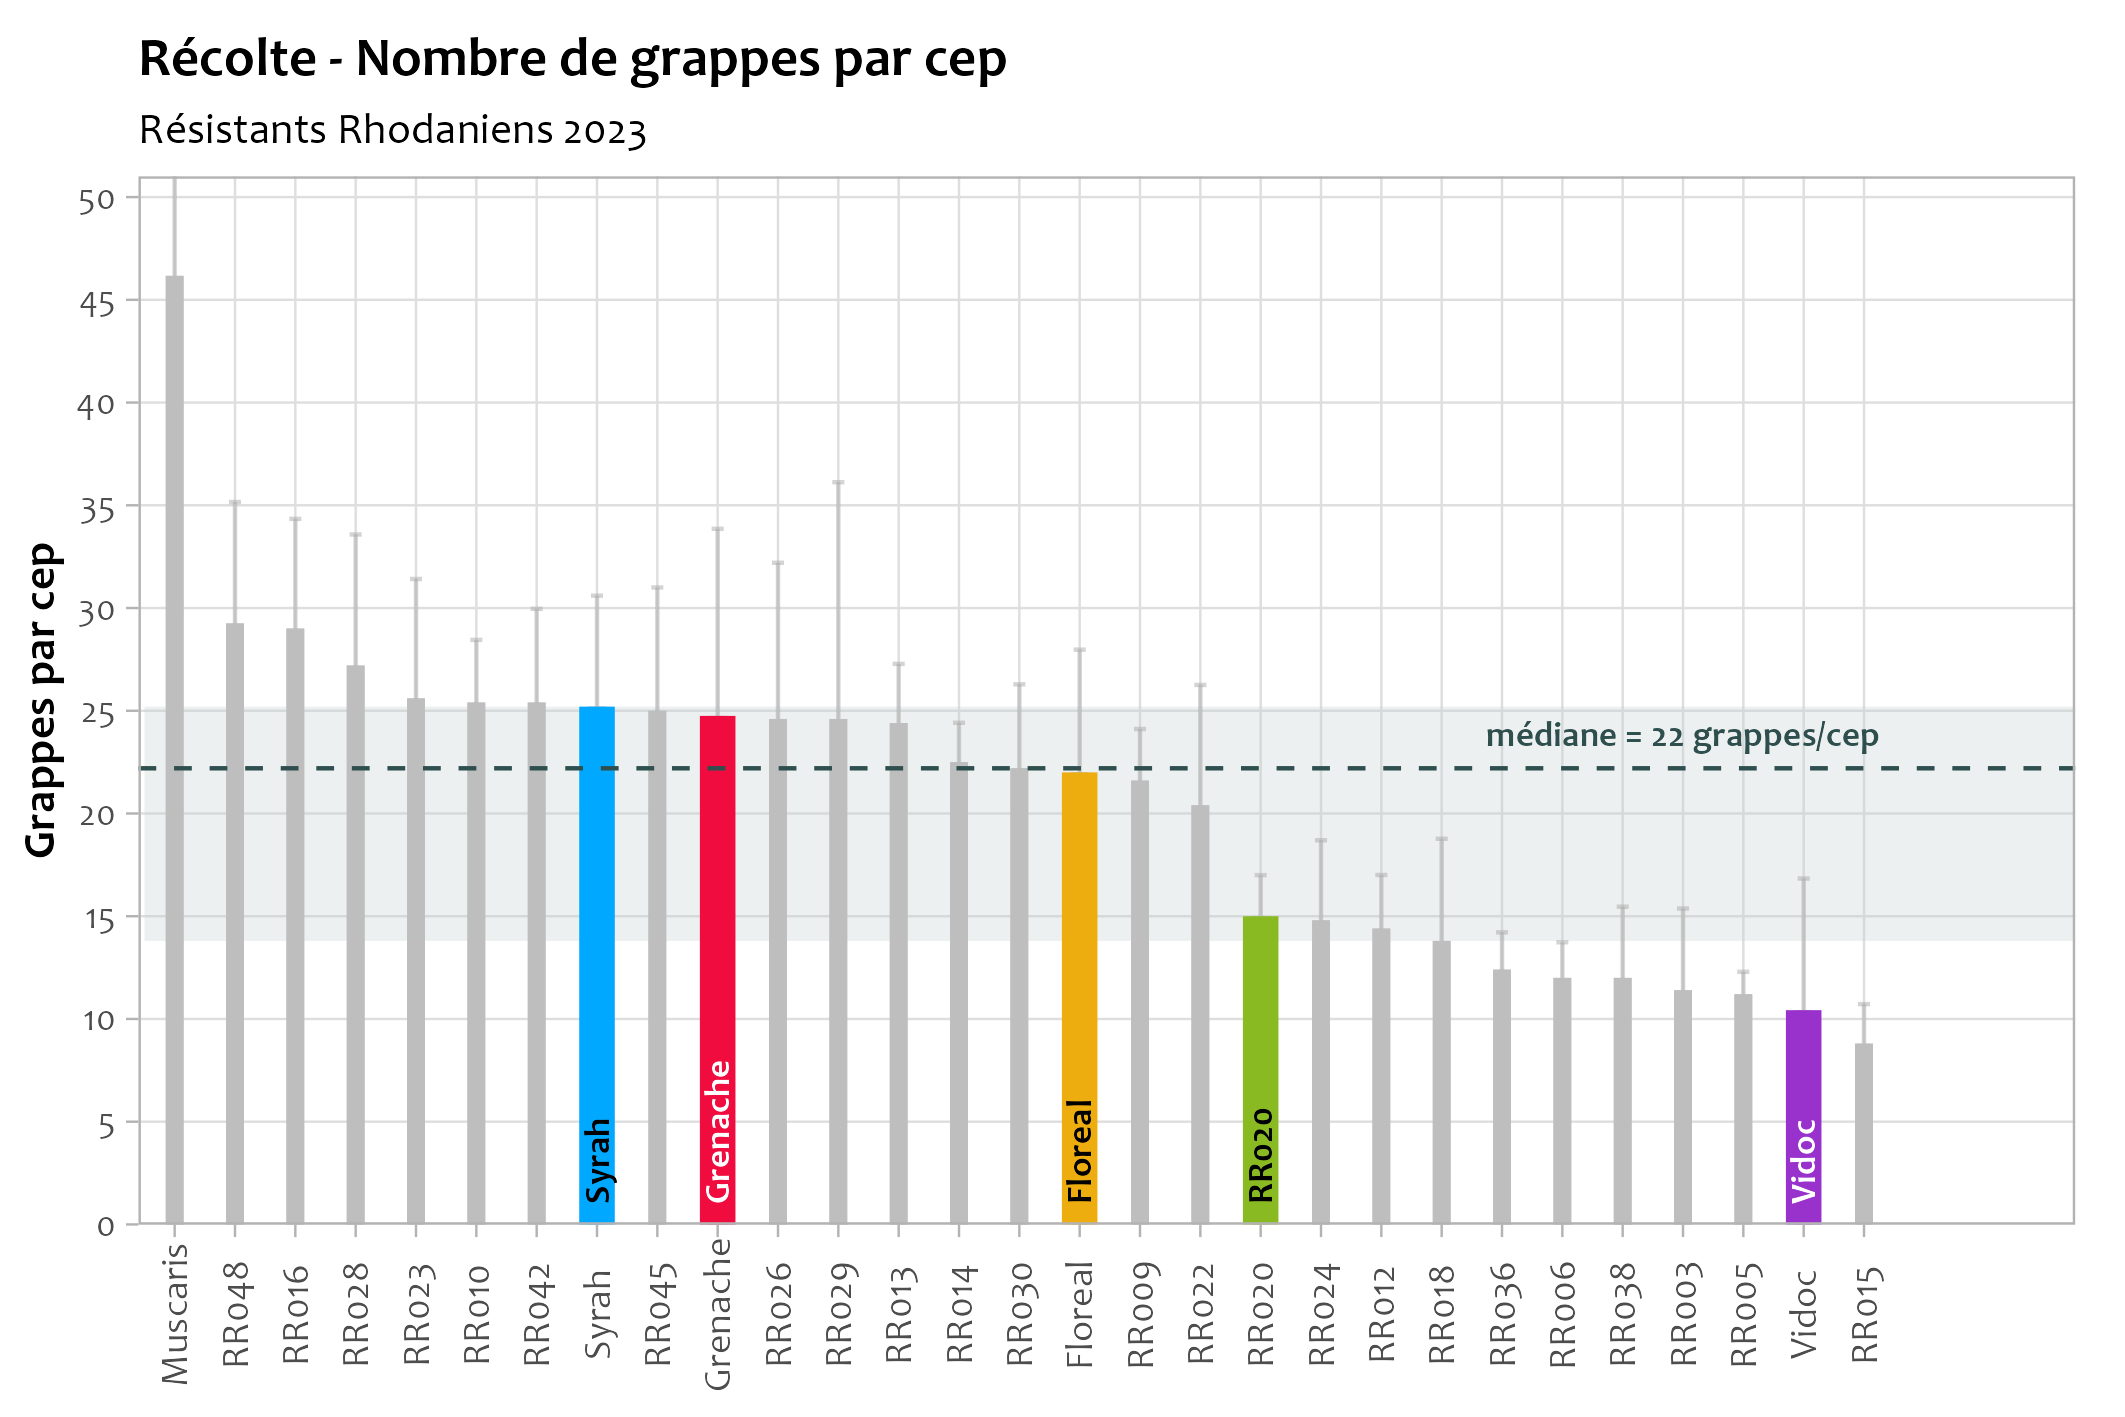 Récolte - Nombre de grappes par cep
Résistants Rhodaniens 2023
Grappes par cep
50
45
40
35
30
25
20
15
10
5
0
médiane = 22 grappes/cep
Syrah
Grenache
Floreal
RR020
Vidoc
Muscaris
RR048
RR016
RR028
RR023
RR010
RR042
Syrah
RR045
Grenache
RR026
RR029
RR013
RR014
RR030
Floreal
RR009
RR022
RR020
RR024
RR012
RR018
RR036
RR006
RR038
RR003
RR005
Vidoc
RR015